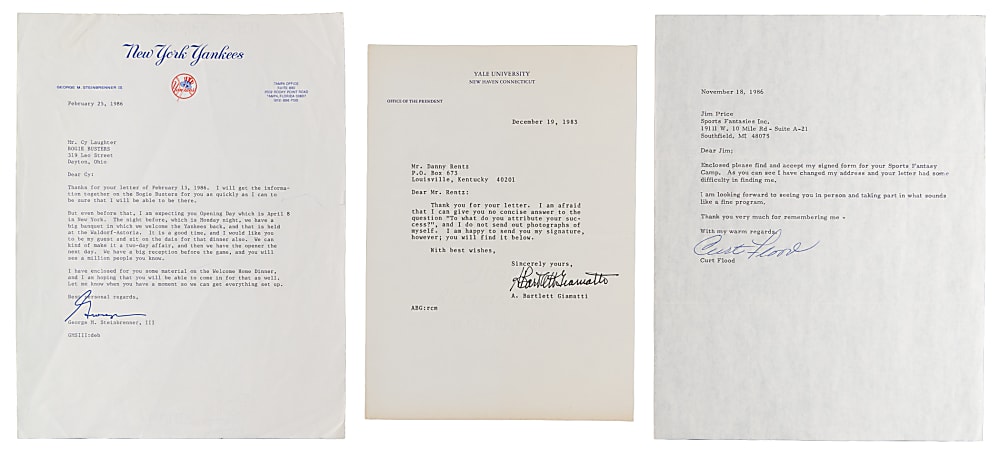 New York Yankees
GEORGE M. STEINBRENNER III
Yankees
TAMPA OFFICE
February 25, 1986
Mr. Cy Laughter
BOGIE BUSTERS
319 Leo Street
Dayton, Ohio
Dear Cy:
Thanks for your letter of February 13, 1986. I will get the informa-
tion together on the Bogie Busters for you as quickly as I can to
be sure that I will be able to be there.
But even before that, I am expecting you Opening Day which is April 8
in New York. The night before, which is Monday night, we have a
big banquet in which we welcome the Yankees back, and that is held
at the Waldorf-Astoria. It is a good time, and I would like you
to be my guest and sit on the dais for that dinner also. We can
kind of make it a two-day affair, and then we have the opener the
next day. We have a big reception before the game, and you will
see a million people you know.
I have enclosed for you some material on the Welcome Home Dinner,
and I am hoping that you will be able to come in for that as well.
Let me know when you have a moment so we can get everything set up.
Best personal regards,
George
George M. Steinbrenner, III
GMSIII:deb
YALE UNIVERSITY
NEW HAVEN CONNECTICUT
OFFICE OF THE PRESIDENT
December 19, 1985
Mr. Danny Rentz
P.O. Box 673
Louisville, Kentucky 40201
Dear Mr. Rentz:
Thank you for your letter. I am afraid
that I can give you no concise answer to the
question "To what do you attribute your suc-
cess?", and I do not send out photographs of
myself. I am happy to send you my signature,
however; you will find it below.
With best wishes,
Sincerely yours,
A Bartlett Giamatti
A. Bartlett Giamatti
ABG:rcm
November 18, 1986
Jim Price
Sports Fantasies Inc.
19111 W. 10 Mile Rd - Suite A-21
Southfield, MI 48075
Dear Jim;
Enclosed please find and accept my signed form for your Sports Fantasy
Camp. As you can see I have changed my address and your letter had some
difficulty in finding me.
I am looking forward to seeing you in person and taking part in what sounds
like a fine program.
Thank you very much for remembering me -
With my warm regards,
Curt Flood
Curt Flood